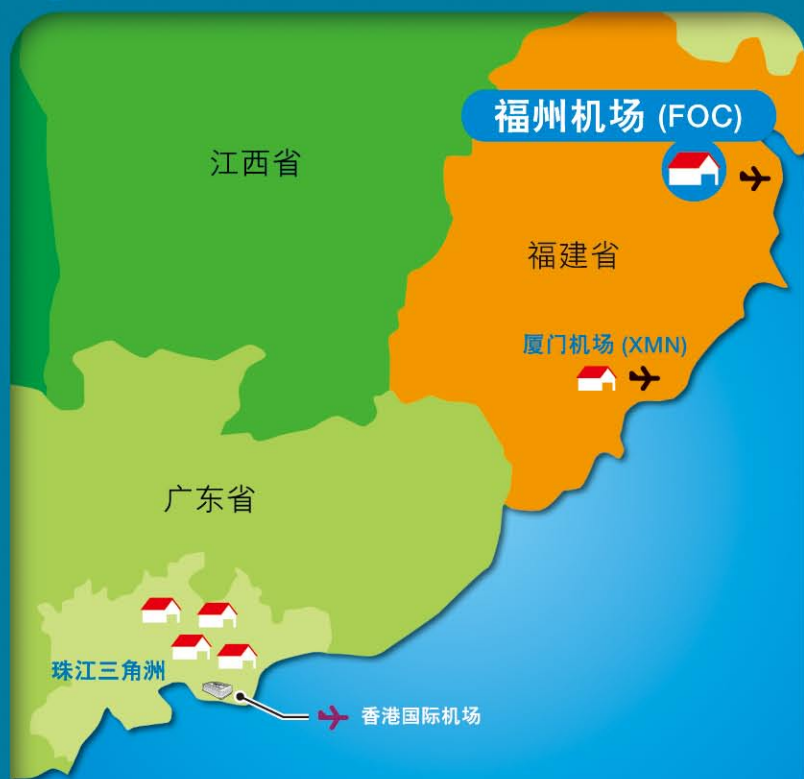 福州机场 (FOC)
江西省
福建省
厦门机场 (XMN)
广东省
珠江三角洲
香港国际机场